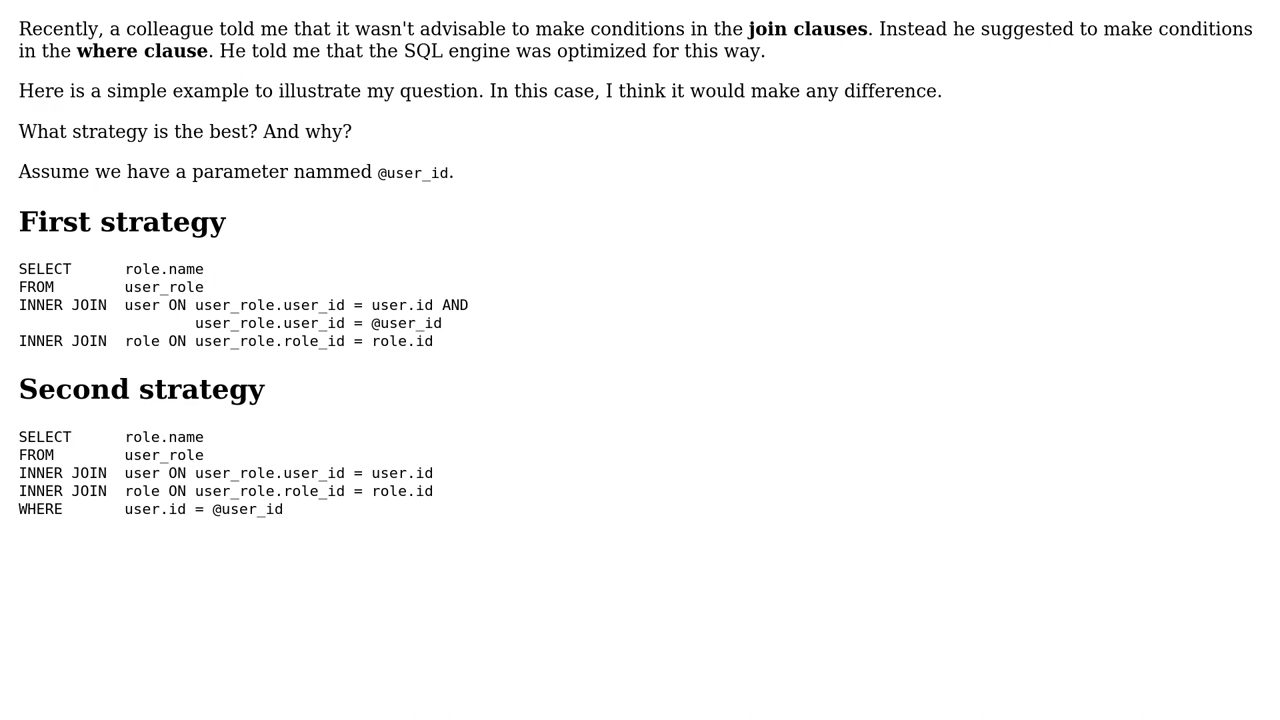 Recently, a colleague told me that it wasn't advisable to make conditions in the join clauses. Instead he suggested to make conditions
in the where clause. He told me that the SQL engine was optimized for this way.
Here is a simple example to illustrate my question. In this case, I think it would make any difference.
What strategy is the best? And why?
Assume we have a parameter nammed @user_id.
First strategy
SELECT      role.name
FROM        user_role
INNER JOIN  user ON user_role.user_id = user.id AND
                    user_role.user_id = @user_id
INNER JOIN  role ON user_role.role_id = role.id
Second strategy
SELECT      role.name
FROM        user_role
INNER JOIN  user ON user_role.user_id = user.id
INNER JOIN  role ON user_role.role_id = role.id
WHERE       user.id = @user_id